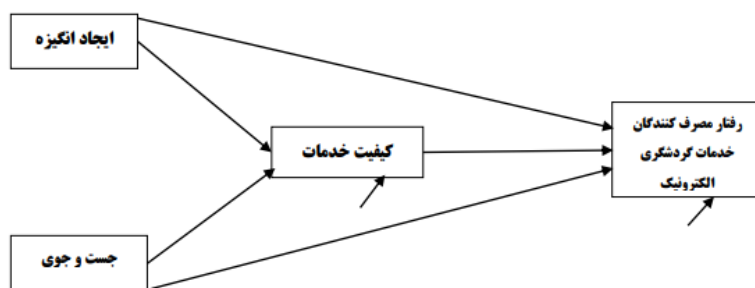 ایجاد انگیزه
رفتار مصرف کنندگان
خدمات گردشگری
الکترونیک
کیفیت خدمات
جست و جوی